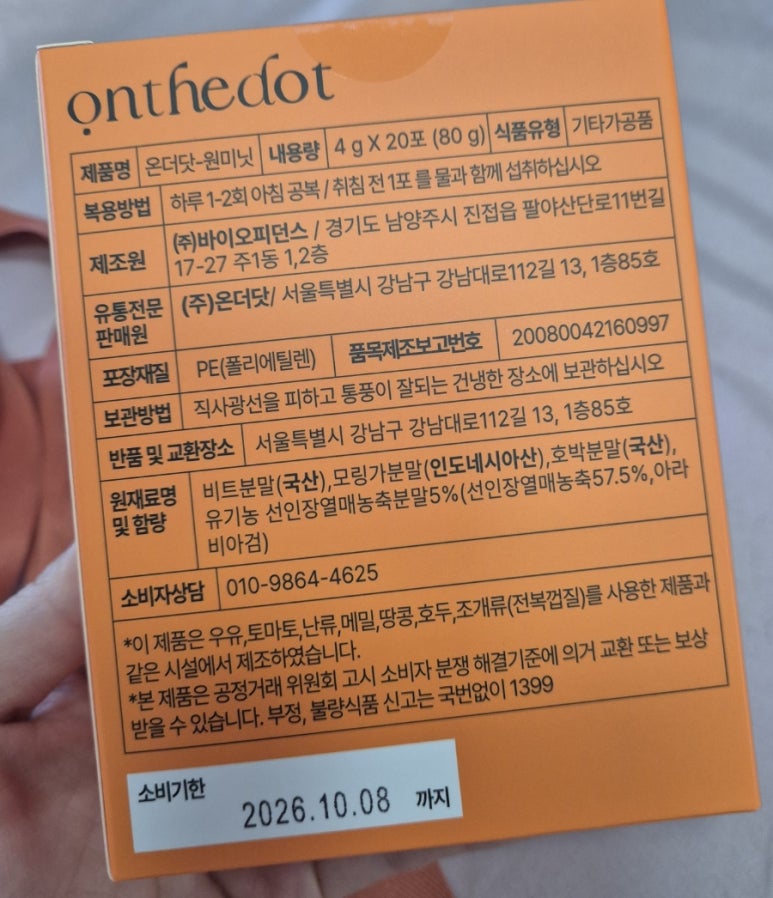 onthedot
제품명 온더닷-원미닛 내용량 4 g X 20포 (80 g) 식품유형 기타가공품
복용방법 하루 1-2회 아침 공복 / 취침 전 1포 를 물과 함께 섭취하십시오
제조원 (주)바이오피던스 / 경기도 남양주시 진접읍 팔야산단로11번길
17-27 주1동 1,2층
유통전문
판매원 (주)온더닷/ 서울특별시 강남구 강남대로112길 13, 1층85호
포장재질 PE(폴리에틸렌) 품목제조보고번호 20080042160997
보관방법 직사광선을 피하고 통풍이 잘되는 건냉한 장소에 보관하십시오
반품 및 교환장소 서울특별시 강남구 강남대로112길 13, 1층85호
원재료명
및 함량 비트분말(국산),모링가분말(인도네시아산),호박분말(국산),
유기농 선인장열매농축분말5%(선인장열매농축57.5%,아라
비아검)
소비자상담 010-9864-4625
*이 제품은 우유,토마토,난류,메밀,땅콩,호두,조개류(전복껍질)를 사용한 제품과
같은 시설에서 제조하였습니다.
*본 제품은 공정거래 위원회 고시 소비자 분쟁 해결기준에 의거 교환 또는 보상
받을 수 있습니다. 부정, 불량식품 신고는 국번없이 1399
소비기한 2026.10.08 까지